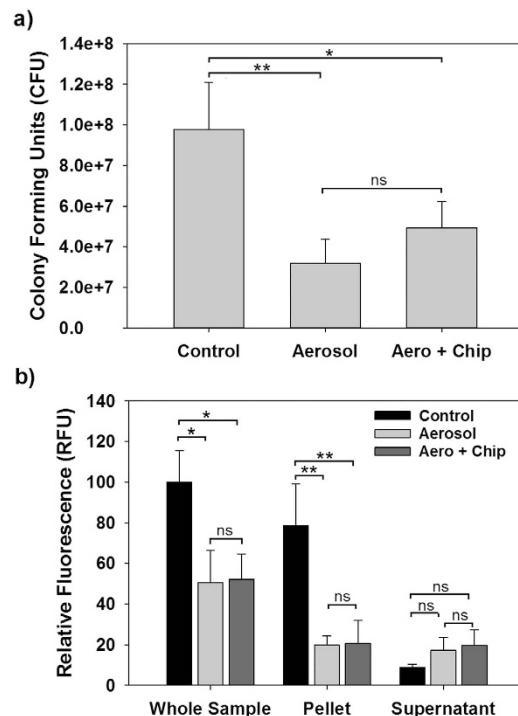 a)
Colony Forming Units (CFU)
1.4e+8
1.2e+8
1.0e+8
8.0e+7
6.0e+7
4.0e+7
2.0e+7
0.0
*
**
ns
Control Aerosol Aero + Chip
b)
Relative Fluorescence (RFU)
140
120
100
80
60
40
20
0
Control
Aerosol
Aero + Chip
*
*
ns
**
**
ns
ns
ns
ns
Whole Sample Pellet Supernatant